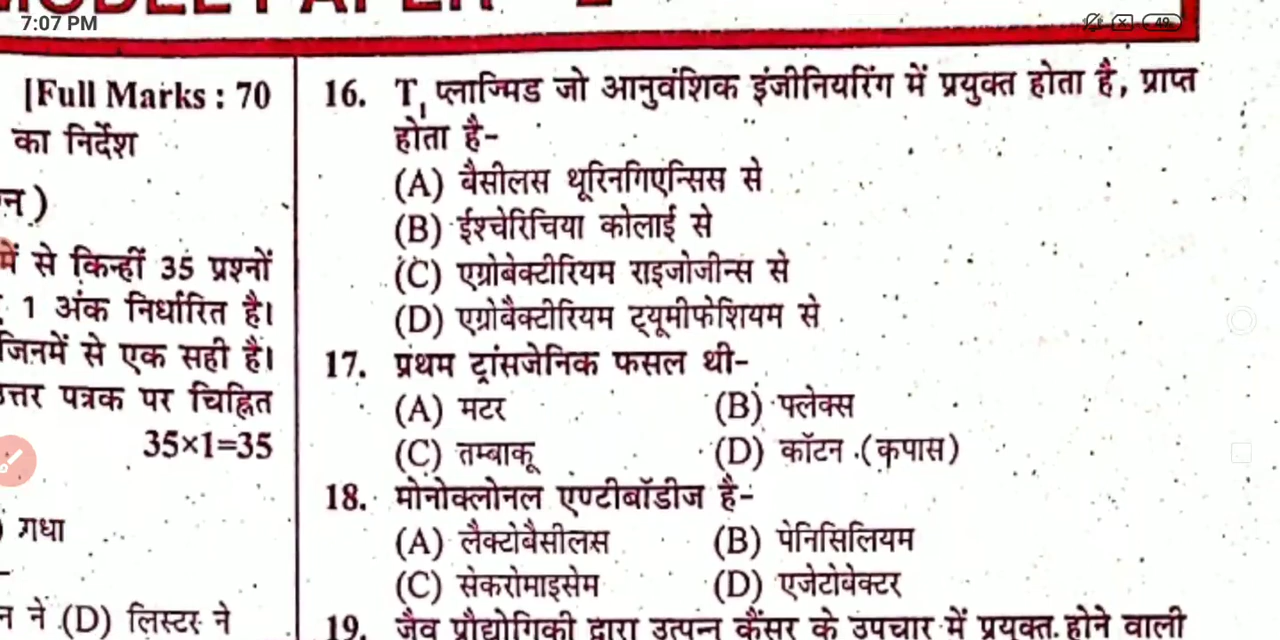 7:07 PM
49
[Full Marks : 70
का निर्देश
न)
में से किन्हीं 35 प्रश्नों
1 अंक निर्धारित है।
जिनमें से एक सही है।
उत्तर पत्रक पर चिह्नित
35×1=35
) गधा
न ने (D) लिस्टर ने
16. T₁ प्लाज्मिड जो आनुवंशिक इंजीनियरिंग में प्रयुक्त होता है, प्राप्त
होता है-
(A) बैसीलस थूरिनगिएन्सिस से
(B) ईश्चेरिचिया कोलाई से
(C) एग्रोबेक्टीरियम राइजोजीन्स से
(D) एग्रोबैक्टीरियम ट्यूमीफेशियम से
17. प्रथम ट्रांसजेनिक फसल थी-
(A) मटर (B) फ्लेक्स
(C) तम्बाकू (D) कॉटन (कपास)
18. मोनोक्लोनल एण्टीबॉडीज है-
(A) लैक्टोबैसीलस (B) पेनिसिलियम
(C) सेकरोमाइसेम (D) एजेटोबेक्टर
19. जैव प्रौद्योगिकी द्वारा उत्पन्न कैंसर के उपचार में प्रयुक्त होने वाली